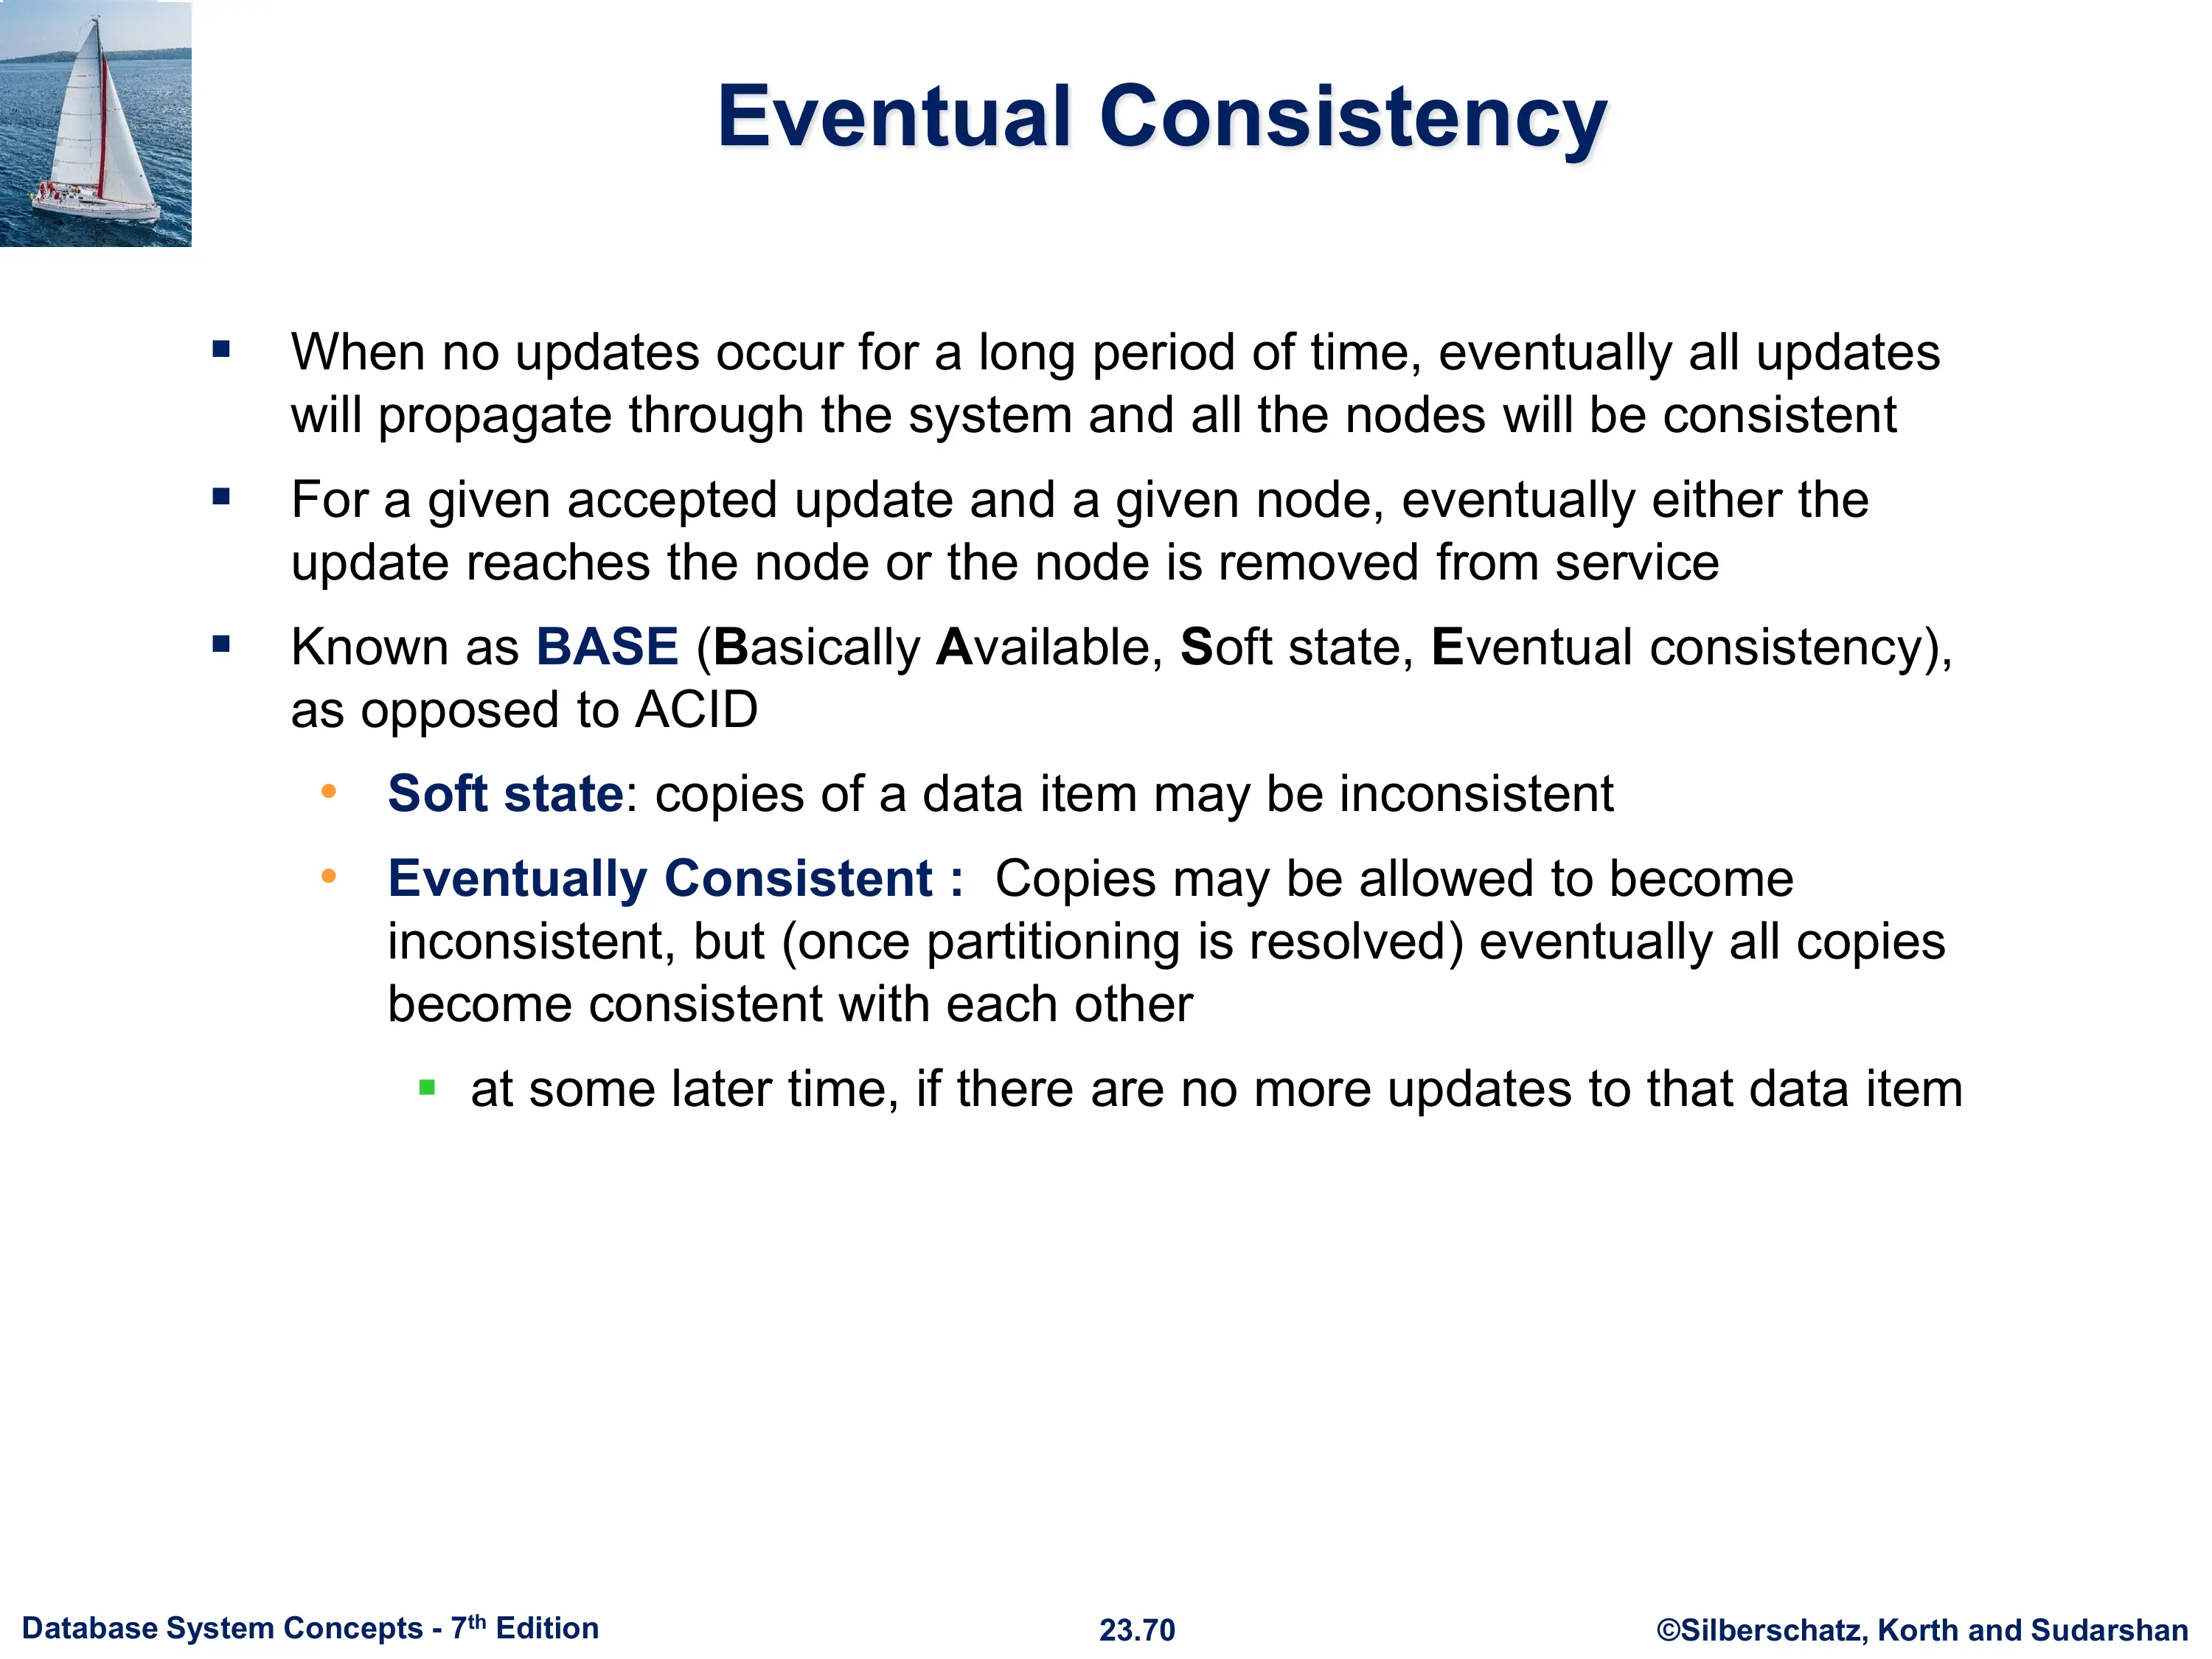 Eventual Consistency
▪ When no updates occur for a long period of time, eventually all updates
will propagate through the system and all the nodes will be consistent
▪ For a given accepted update and a given node, eventually either the
update reaches the node or the node is removed from service
▪ Known as BASE (Basically Available, Soft state, Eventual consistency),
as opposed to ACID
• Soft state: copies of a data item may be inconsistent
• Eventually Consistent :  Copies may be allowed to become
inconsistent, but (once partitioning is resolved) eventually all copies
become consistent with each other
▪ at some later time, if there are no more updates to that data item
Database System Concepts - 7th Edition
23.70
©Silberschatz, Korth and Sudarshan